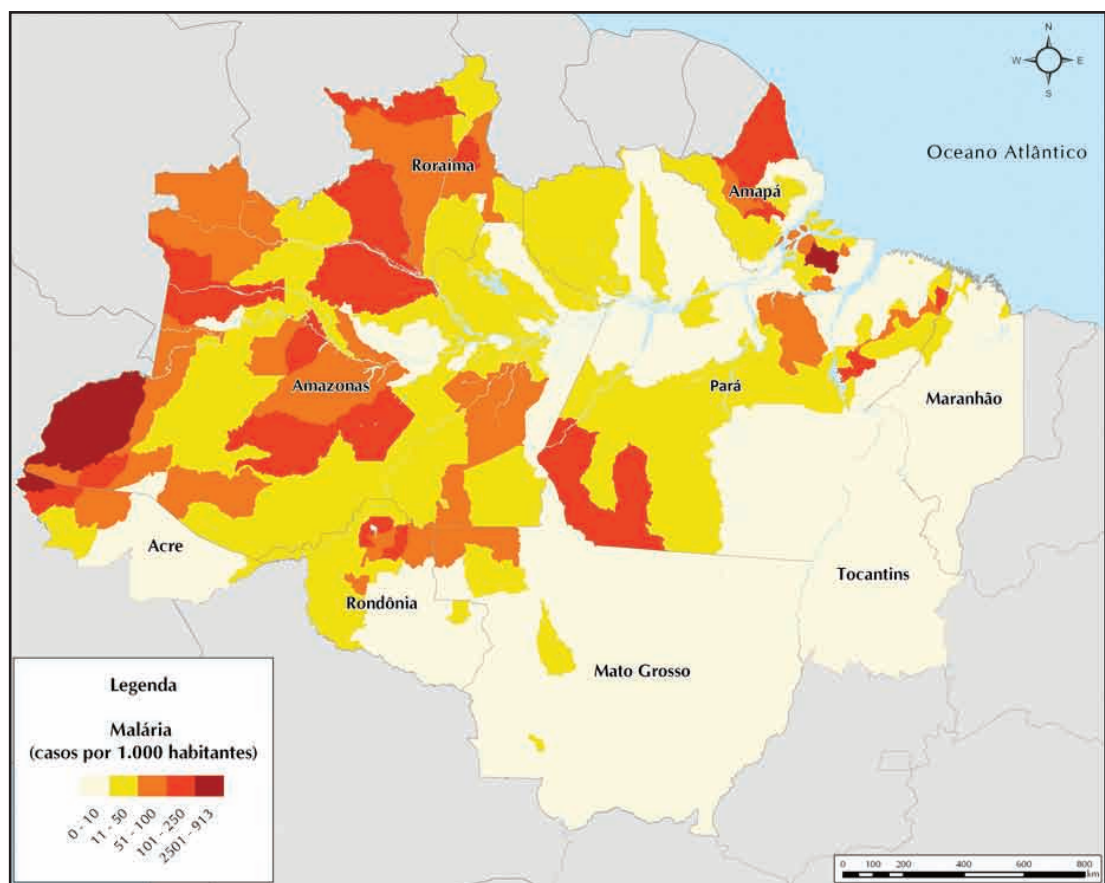 N
W E
S
Oceano Atlântico
Roraima
Amapá
Amazonas
Pará
Maranhão
Acre
Rondônia
Tocantins
Mato Grosso
Legenda
Malária
(casos por 1.000 habitantes)
0 - 10
11 - 50
51 - 100
101 - 250
2501 - 913
0 100 200 400 600 800
km